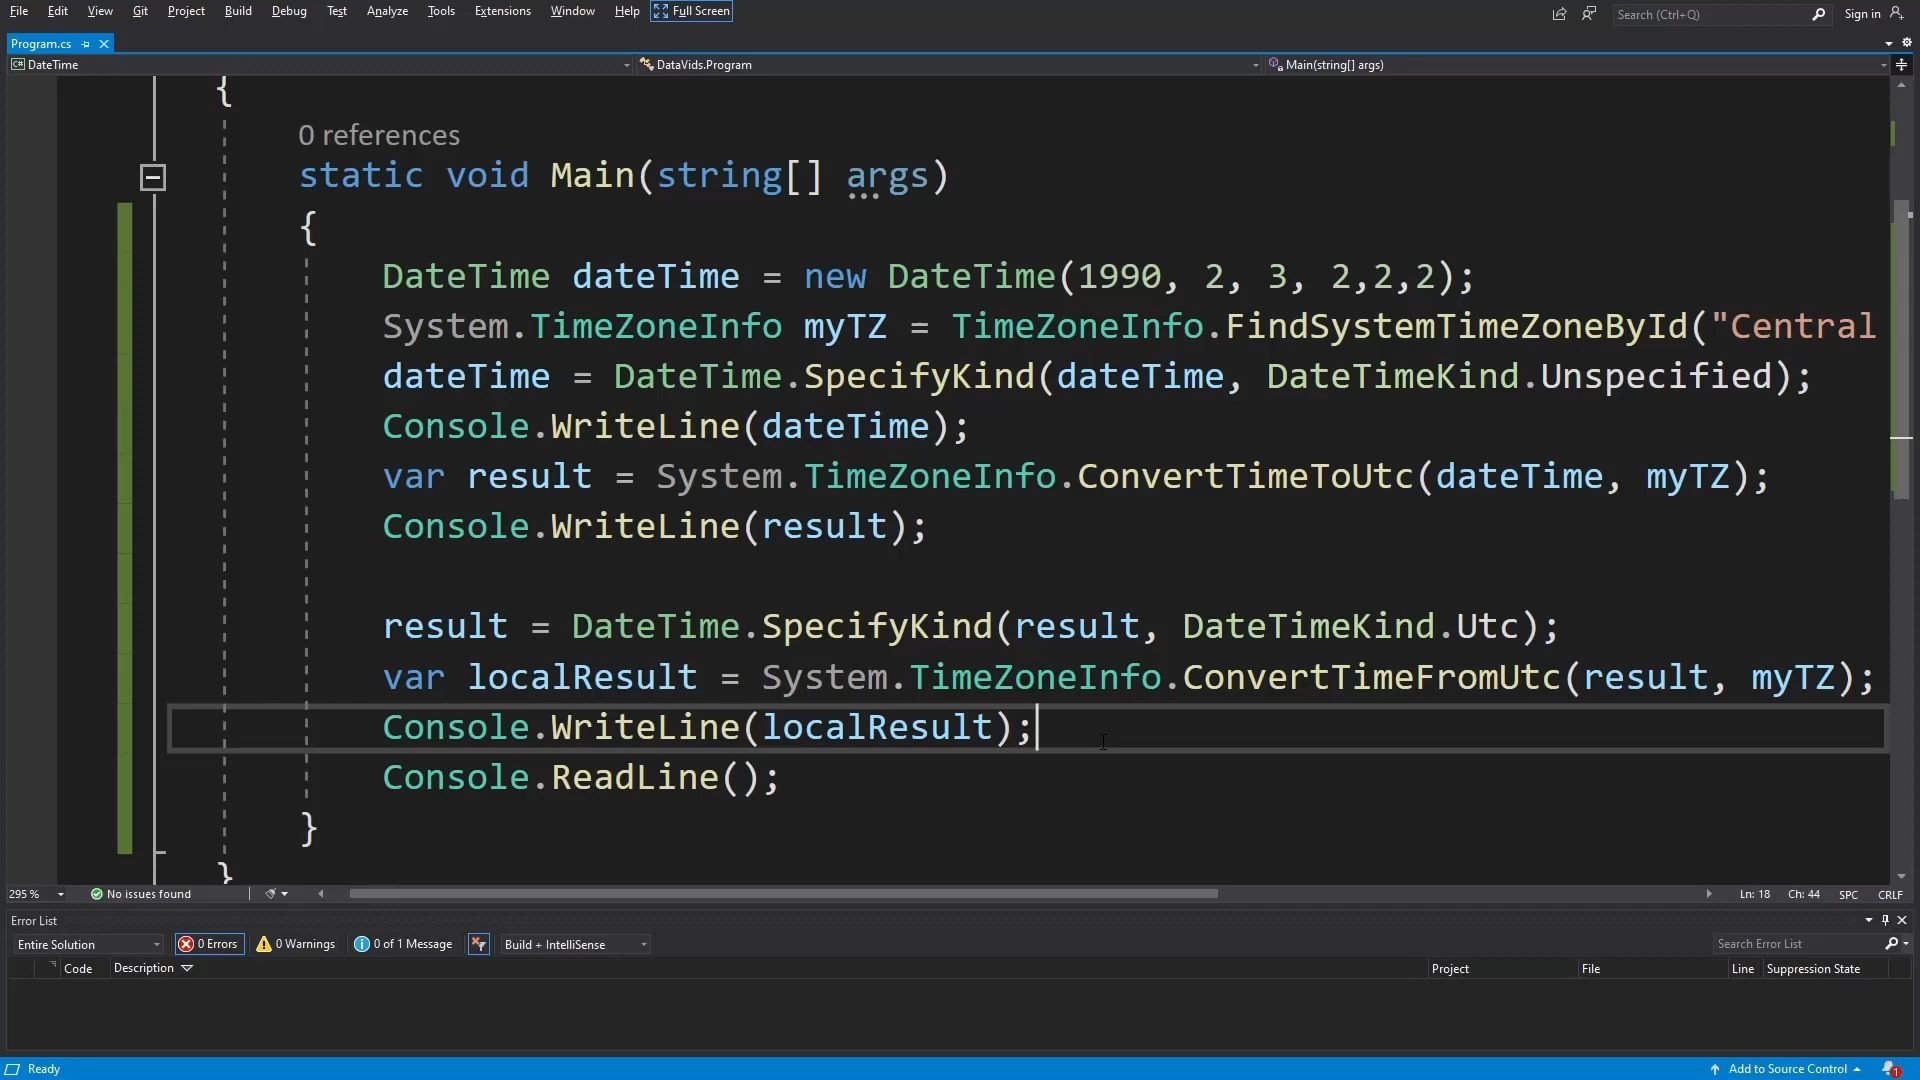 File Edit View Git Project Build Debug Test Analyze Tools Extensions Window Help Full Screen Search (Ctrl+Q) Sign in
Program.cs
DateTime DataVids.Program Main(string[] args)
{
0 references
static void Main(string[] args)
{
DateTime dateTime = new DateTime(1990, 2, 3, 2,2,2);
System.TimeZoneInfo myTZ = TimeZoneInfo.FindSystemTimeZoneById("Central
dateTime = DateTime.SpecifyKind(dateTime, DateTimeKind.Unspecified);
Console.WriteLine(dateTime);
var result = System.TimeZoneInfo.ConvertTimeToUtc(dateTime, myTZ);
Console.WriteLine(result);
result = DateTime.SpecifyKind(result, DateTimeKind.Utc);
var localResult = System.TimeZoneInfo.ConvertTimeFromUtc(result, myTZ);
Console.WriteLine(localResult);
Console.ReadLine();
}
}
295 % No issues found Ln: 18 Ch: 44 SPC CRLF
Error List
Entire Solution 0 Errors 0 Warnings 0 of 1 Message Build + IntelliSense Search Error List
Code Description Project File Line Suppression State
Ready Add to Source Control 1